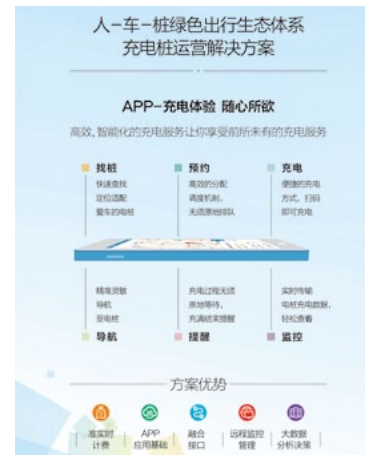 人-车-桩绿色出行生态体系
充电桩运营解决方案
APP-充电体验 随心所欲
高效、智能化的充电服务让你享受前所未有的充电服务
找桩
快速查找
定位适配
爱车的电桩
预约
高效的分配
调度机制,
无须原地排队
充电
便捷的充电
方式，扫码
即可充电
精准灵敏
导航
至电桩
导航
充电过程无须
原地等待,
充满结束提醒
提醒
实时传输
电桩充电数据,
轻松查看
监控
方案优势
准实时
计费
APP
应用基础
融合
接口
远程监控
管理
大数据
分析决策